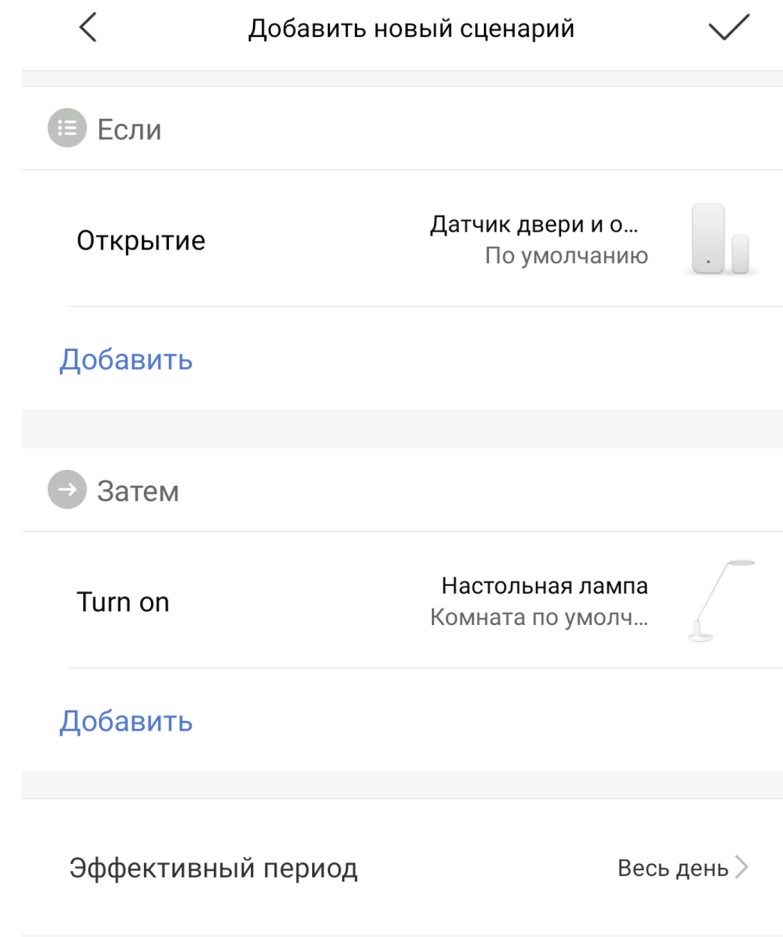 Добавить новый сценарий
Если
Открытие
Датчик двери и о...
По умолчанию
Добавить
Затем
Turn on
Настольная лампа
Комната по умолч...
Добавить
Эффективный период
Весь день